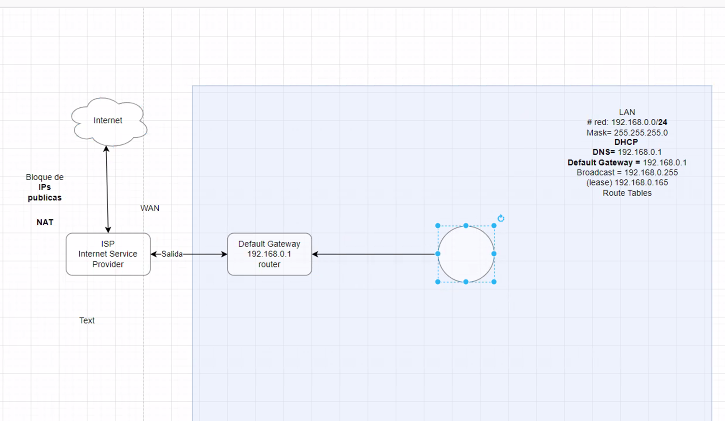 Internet
Bloque de
IPs
publicas
NAT
WAN
ISP
Internet Service
Provider
Salida
Default Gateway
192.168.0.1
router
LAN
# red: 192.168.0.0/24
Mask= 255.255.255.0
DHCP
DNS= 192.168.0.1
Default Gateway = 192.168.0.1
Broadcast = 192.168.0.255
(lease) 192.168.0.165
Route Tables
Text